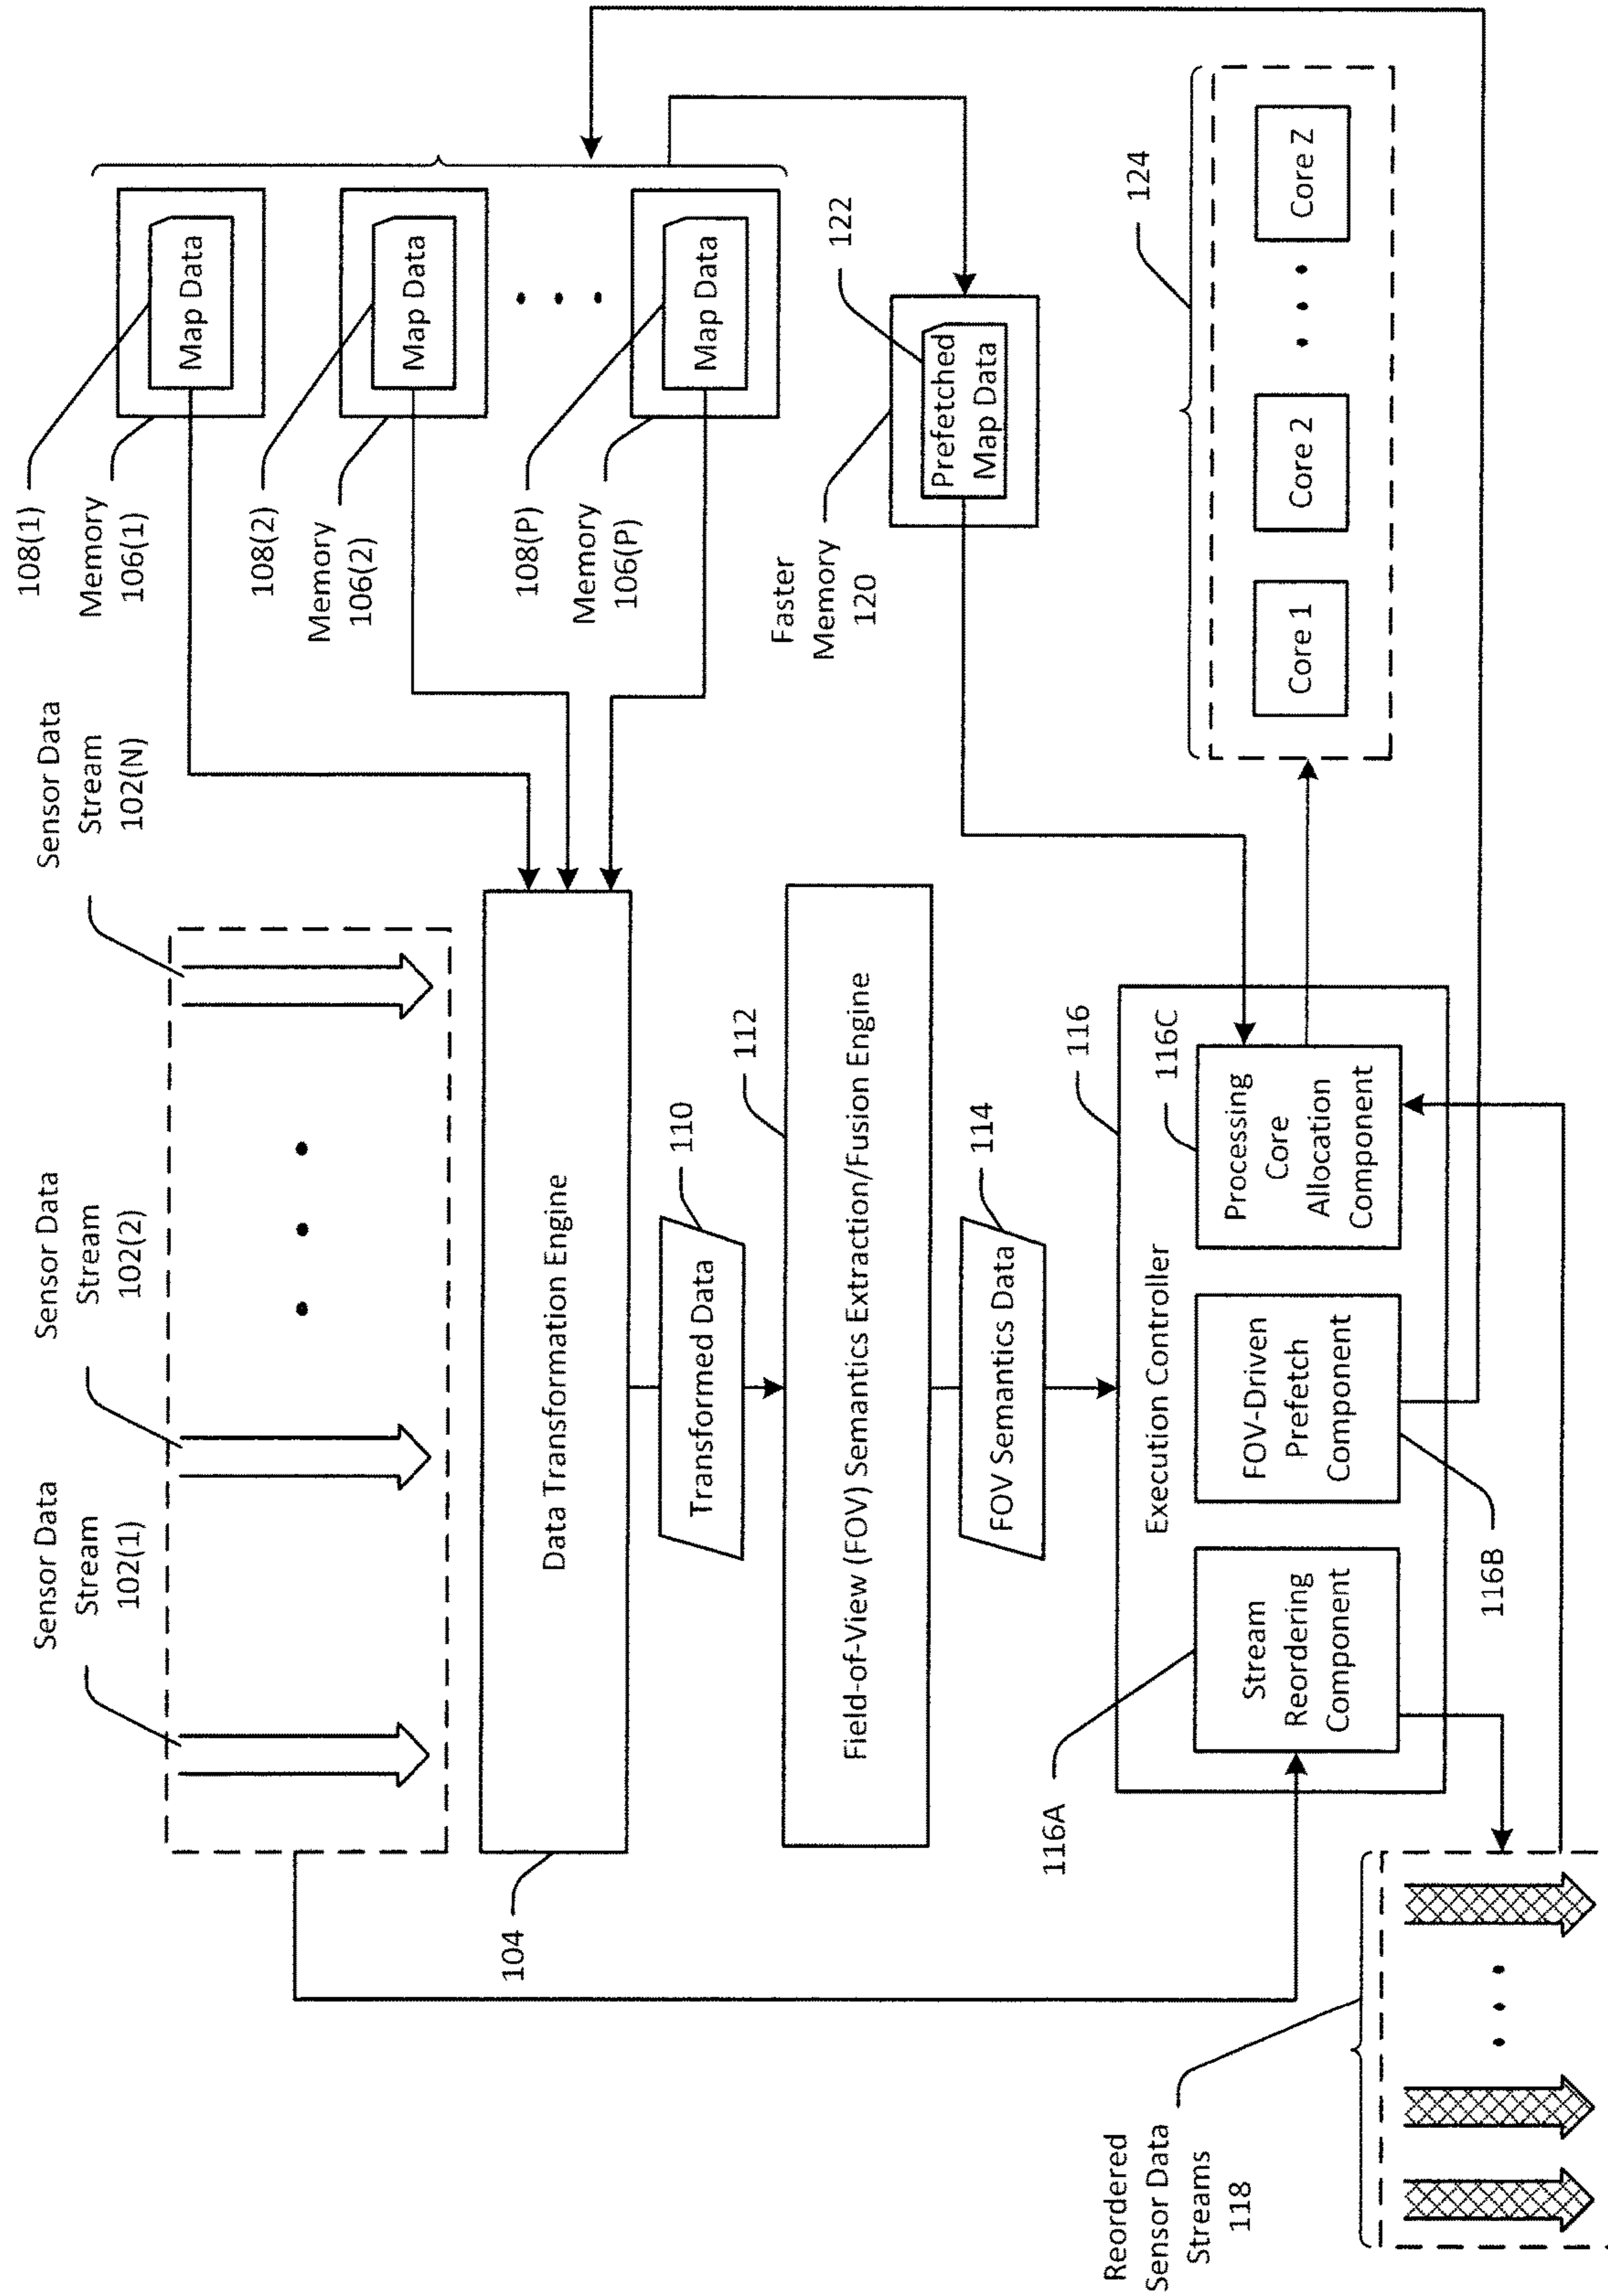 Sensor Data
Stream
102(1)
Sensor Data
Stream
102(2)
Sensor Data
Stream
102(N)
108(1)
Memory
106(1)
Map Data
108(2)
Memory
106(2)
Map Data
108(P)
Memory
106(P)
Map Data
104
Data Transformation Engine
Transformed Data
110
Field-of-View (FOV) Semantics Extraction/Fusion Engine
112
Faster
Memory
120
122
Prefetched
Map Data
FOV Semantics Data
114
116
Execution Controller
116A
Stream
Reordering
Component
116B
FOV-Driven
Prefetch
Component
116C
Processing
Core
Allocation
Component
124
Core 1
Core 2
Core Z
Reordered
Sensor Data
Streams
118